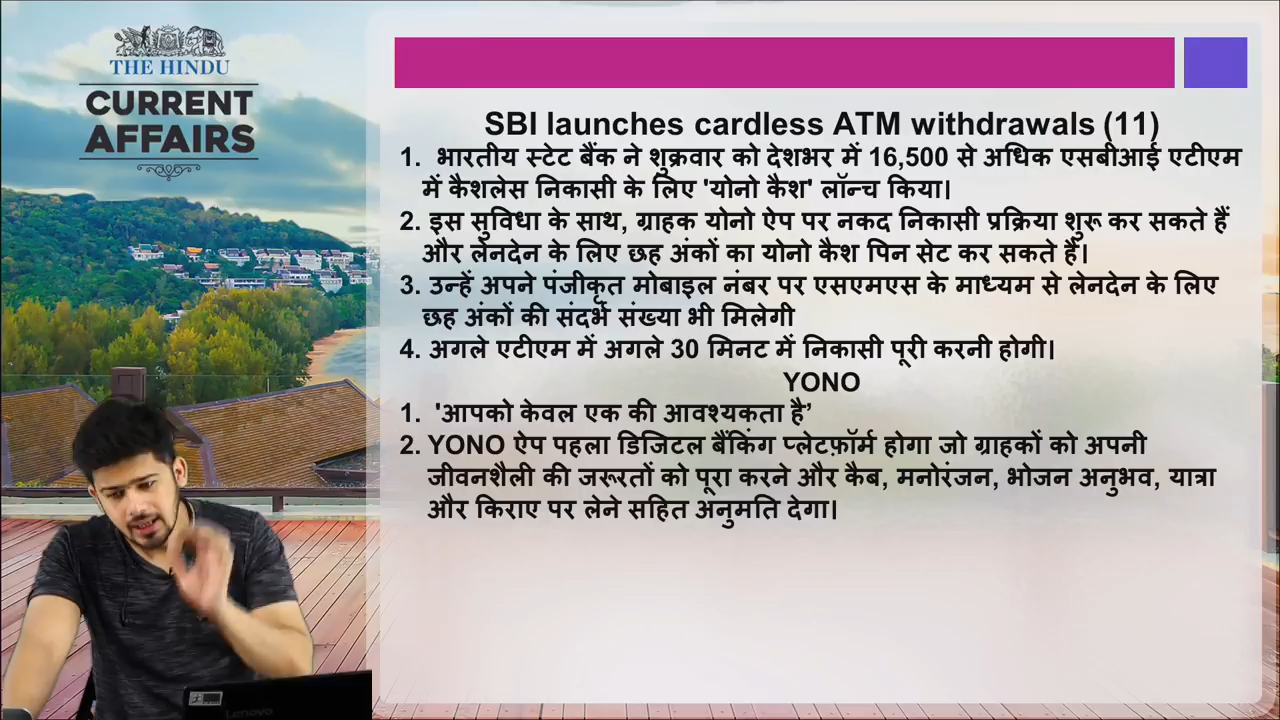 THE HINDU
CURRENT
AFFAIRS
SBI launches cardless ATM withdrawals (11)
1. भारतीय स्टेट बैंक ने शुक्रवार को देशभर में 16,500 से अधिक एसबीआई एटीएम
में कैशलेस निकासी के लिए 'योनो कैश' लॉन्च किया।
2. इस सुविधा के साथ, ग्राहक योनो ऐप पर नकद निकासी प्रक्रिया शुरू कर सकते हैं
और लेनदेन के लिए छह अंकों का योनो कैश पिन सेट कर सकते हैं।
3. उन्हें अपने पंजीकृत मोबाइल नंबर पर एसएमएस के माध्यम से लेनदेन के लिए
छह अंकों की संदर्भ संख्या भी मिलेगी
4. अगले एटीएम में अगले 30 मिनट में निकासी पूरी करनी होगी।
YONO
1. 'आपको केवल एक की आवश्यकता है’
2. YONO ऐप पहला डिजिटल बैंकिंग प्लेटफ़ॉर्म होगा जो ग्राहकों को अपनी
जीवनशैली की जरूरतों को पूरा करने और कैब, मनोरंजन, भोजन अनुभव, यात्रा
और किराए पर लेने सहित अनुमति देगा।
Lenovo